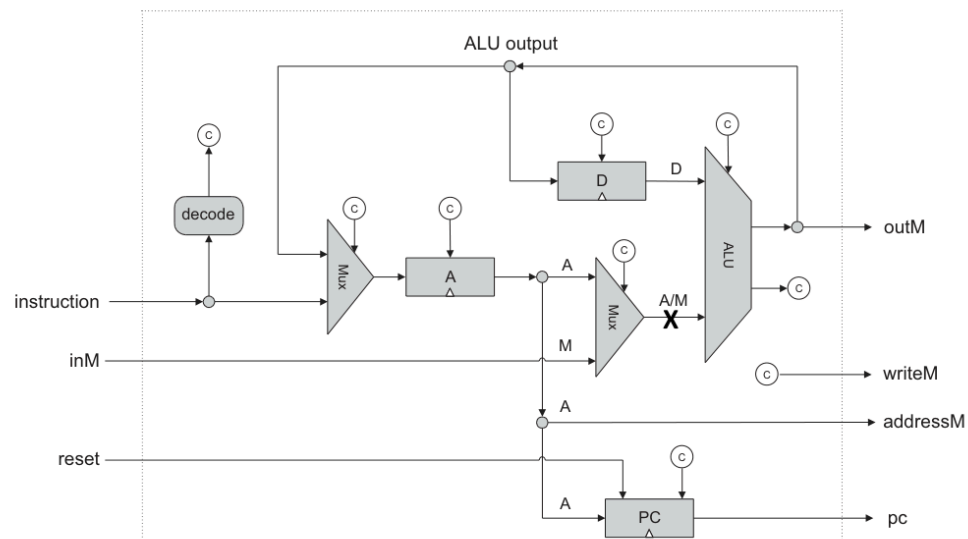 ALU output
C
C
C
D
D
decode
C
C
outM
C
ALU
Mux
A
A
Mux
A/M
X
C
instruction
inM
M
C
writeM
A
addressM
reset
C
A
PC
pc